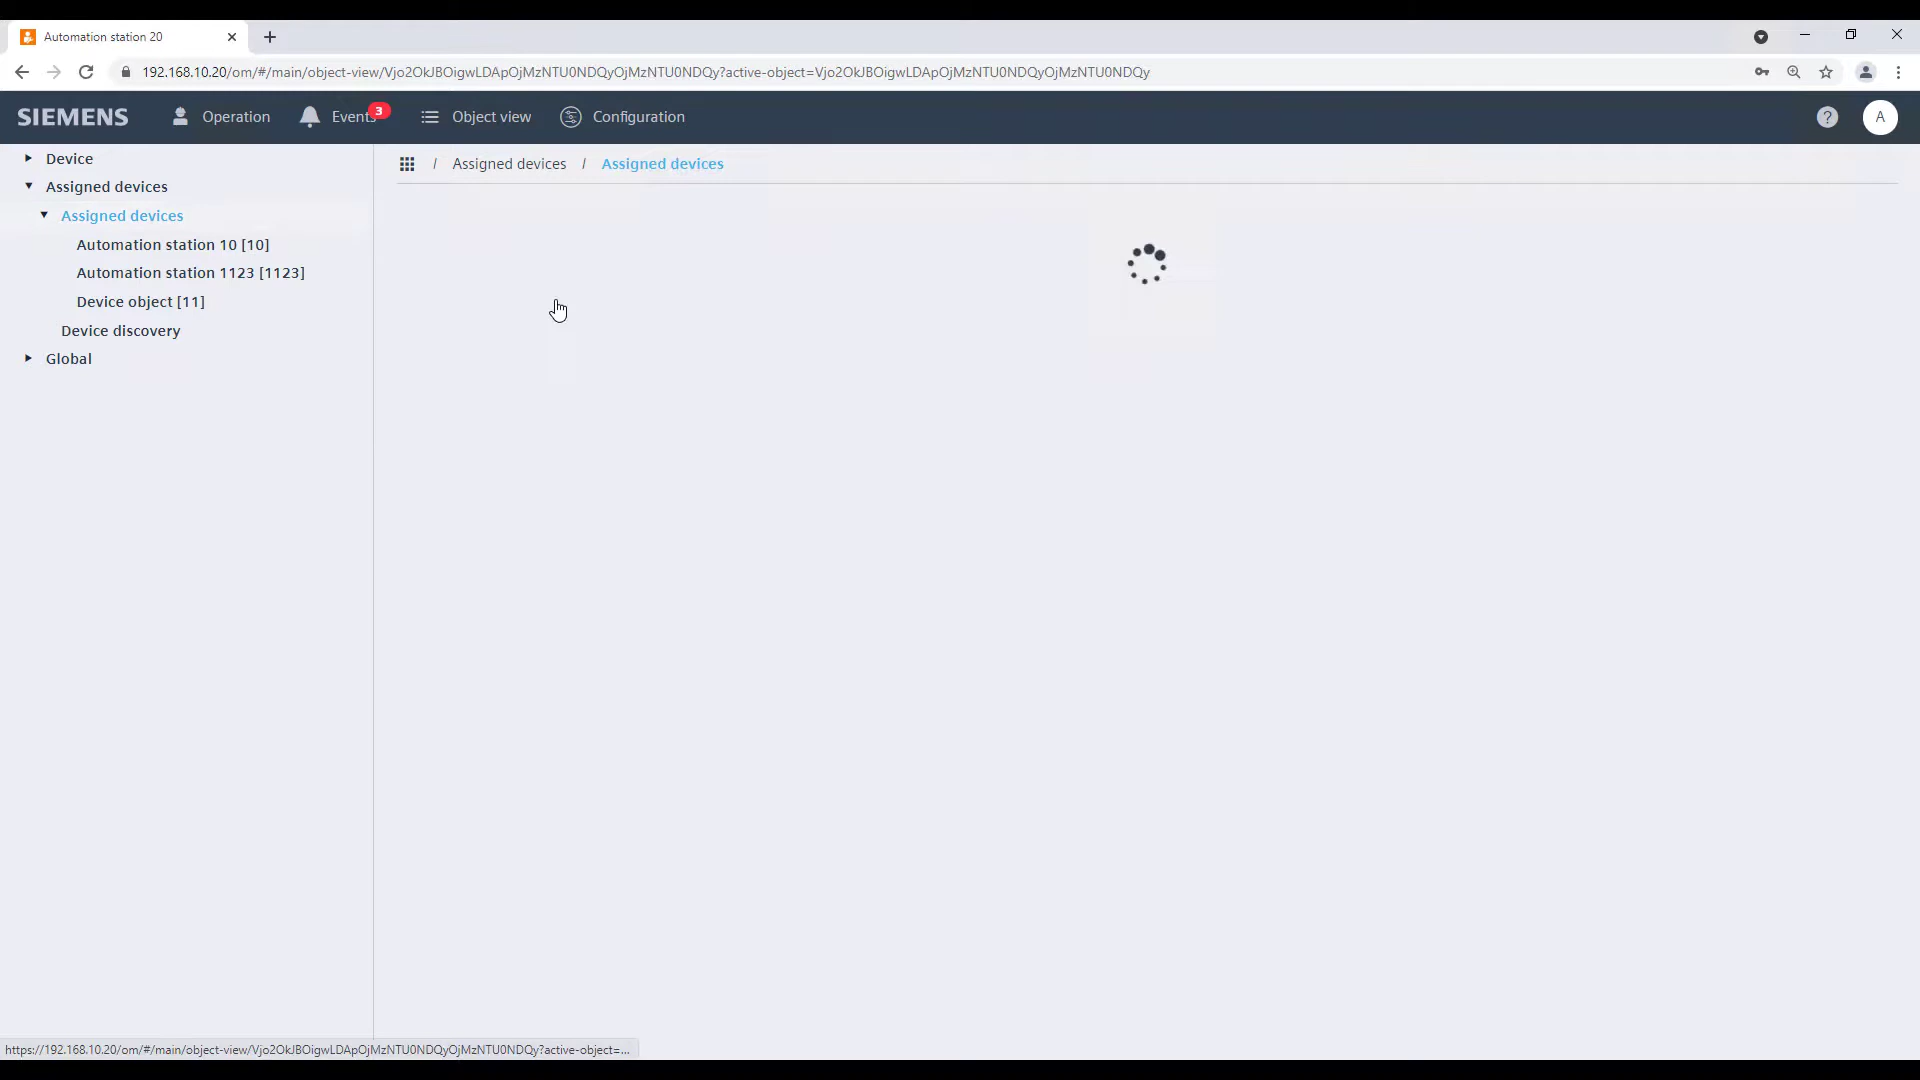 Automation station 20
192.168.10.20/om/#/main/object-view/Vjo2OkJBOigwLDApOjMzNTU0NDQyOjMzNTU0NDQy?active-object=Vjo2OkJBOigwLDApOjMzNTU0NDQyOjMzNTU0NDQy
SIEMENS Operation Events 3 Object view Configuration ? A
Device
Assigned devices
Assigned devices
Automation station 10 [10]
Automation station 1123 [1123]
Device object [11]
Device discovery
Global
/ Assigned devices / Assigned devices
https://192.168.10.20/om/#/main/object-view/Vjo2OkJBOigwLDApOjMzNTU0NDQyOjMzNTU0NDQy?active-object=...